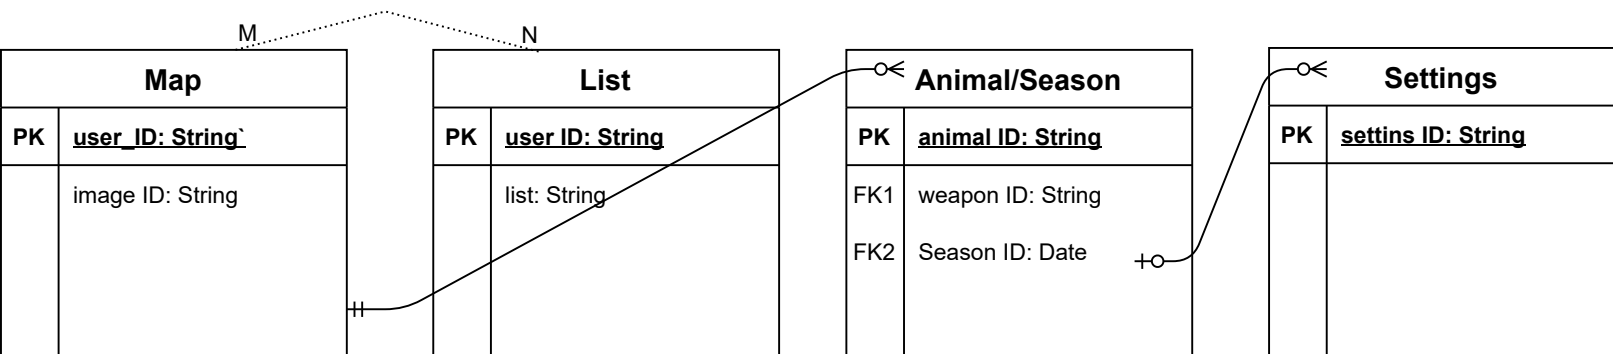 M
N
Map
List
Animal/Season
Settings
PK
user_ID: String`
PK
user ID: String
PK
animal ID: String
PK
settins ID: String
image ID: String
list: String
FK1
weapon ID: String
FK2
Season ID: Date